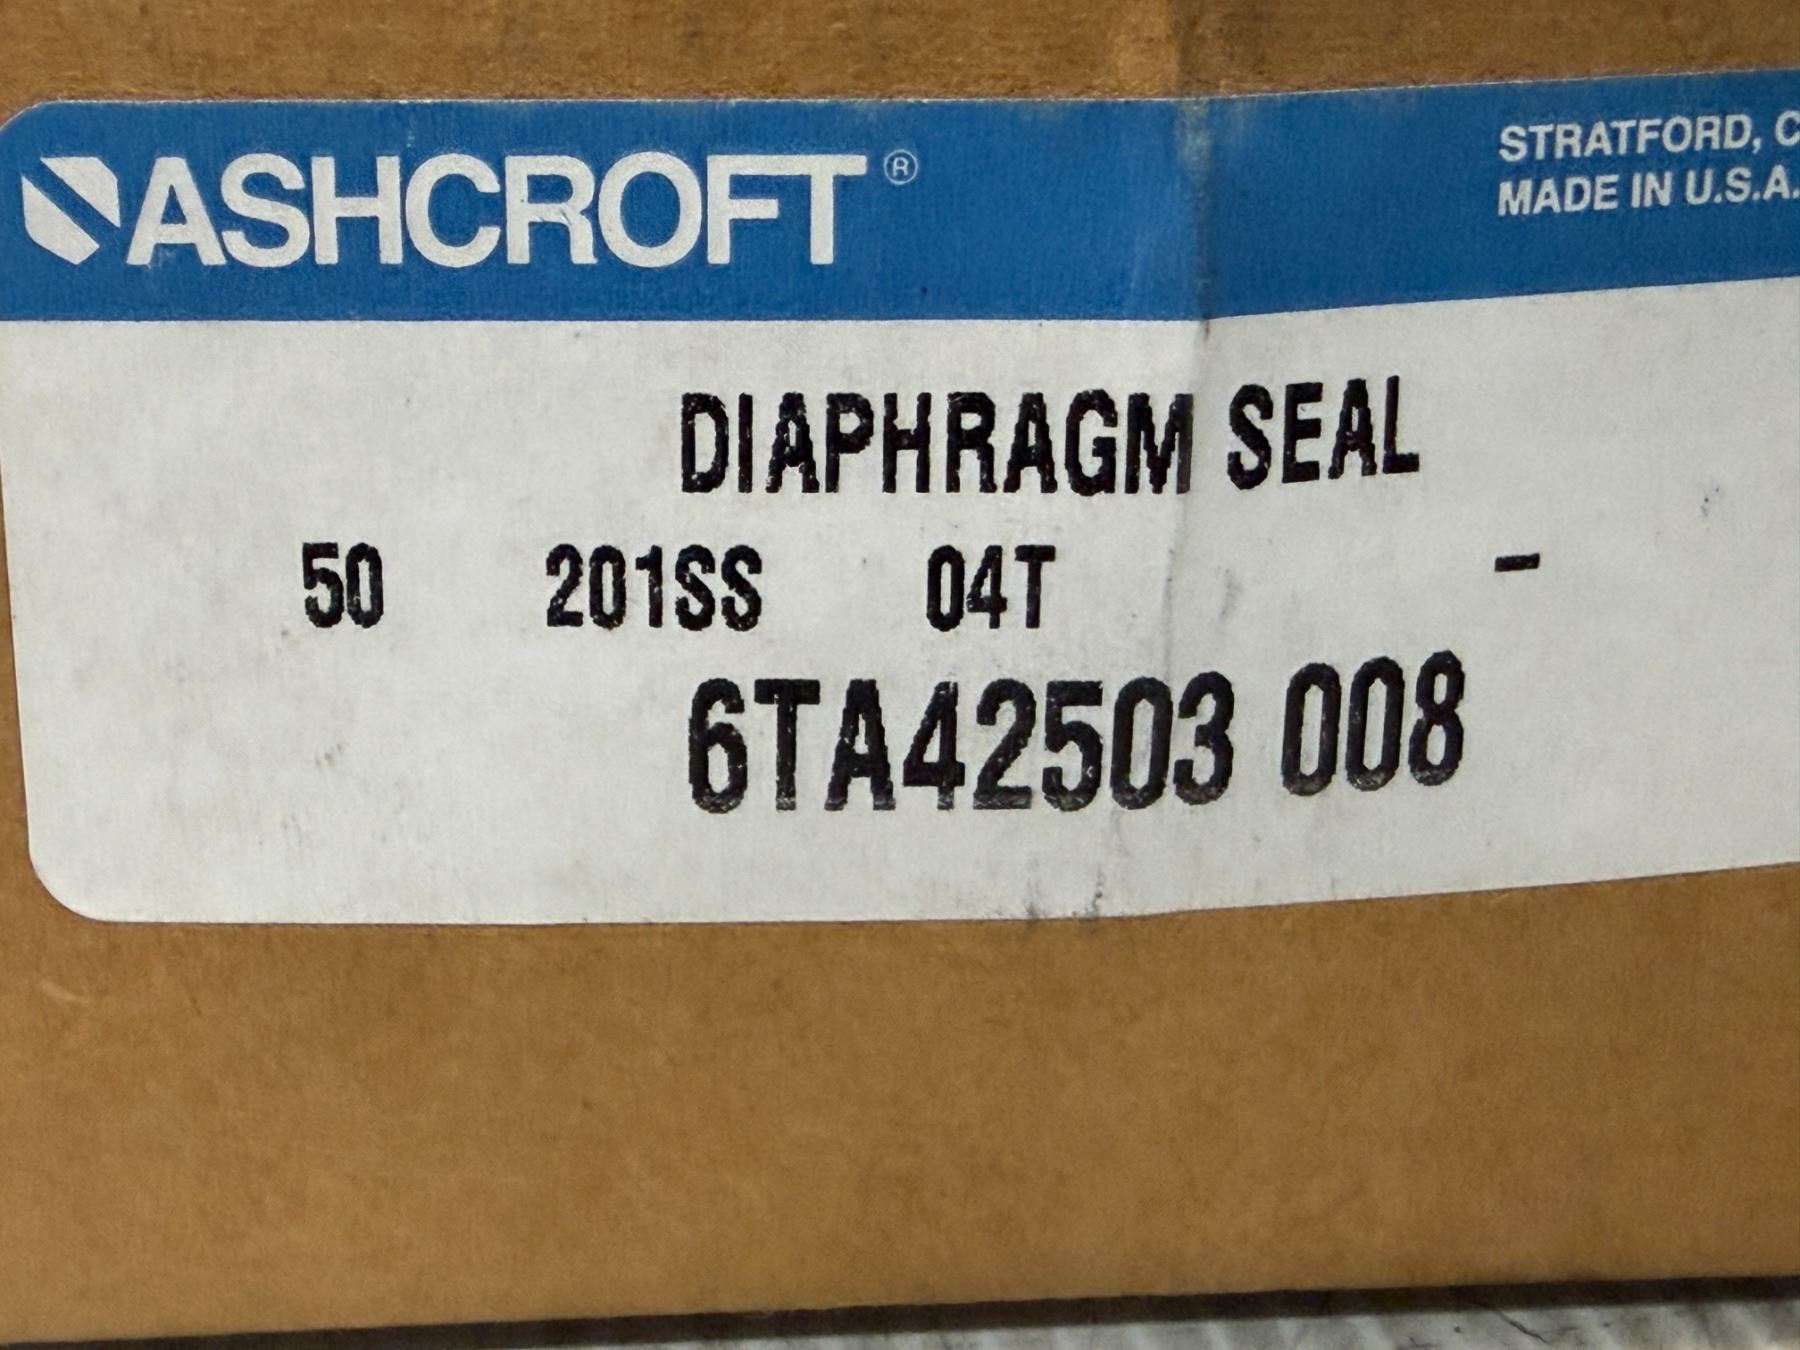 ASHCROFT®
STRATFORD, C
MADE IN U.S.A.
DIAPHRAGM SEAL
50 201SS 04T -
6TA42503 008